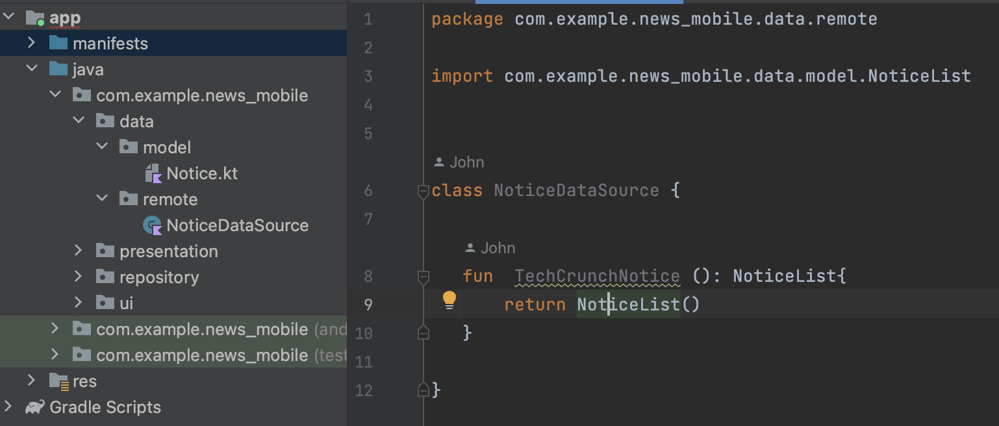 app
manifests
java
com.example.news_mobile
data
model
Notice.kt
remote
NoticeDataSource
presentation
repository
ui
com.example.news_mobile (and
com.example.news_mobile (test
res
Gradle Scripts
1 package com.example.news_mobile.data.remote
2
3 import com.example.news_mobile.data.model.NoticeList
4
5
John
6 class NoticeDataSource {
7
John
8 fun  TechCrunchNotice (): NoticeList{
9 return NoticeList()
10 }
11
12 }